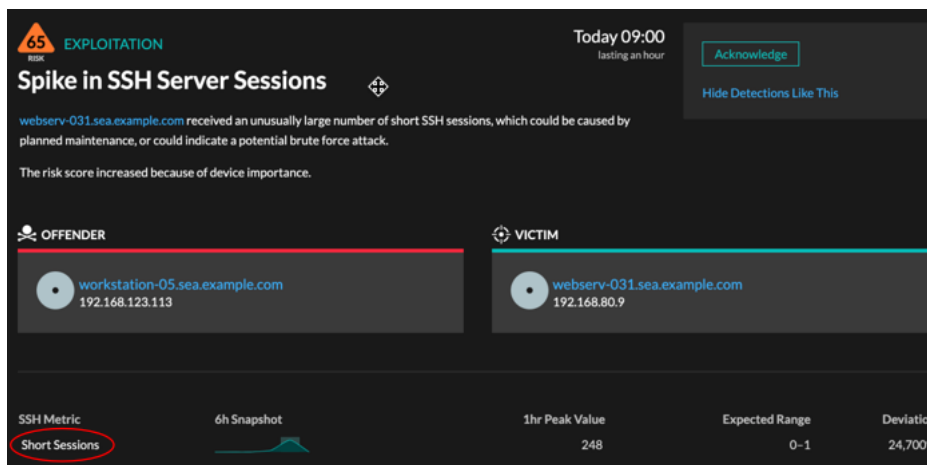 65
RISK
EXPLOITATION
Today 09:00
lasting an hour
Acknowledge
Spike in SSH Server Sessions
Hide Detections Like This
webserv-031.sea.example.com received an unusually large number of short SSH sessions, which could be caused by
planned maintenance, or could indicate a potential brute force attack.
The risk score increased because of device importance.
OFFENDER
VICTIM
workstation-05.sea.example.com
192.168.123.113
webserv-031.sea.example.com
192.168.80.9
SSH Metric 6h Snapshot 1hr Peak Value Expected Range Deviatio
Short Sessions 248 0–1 24,700